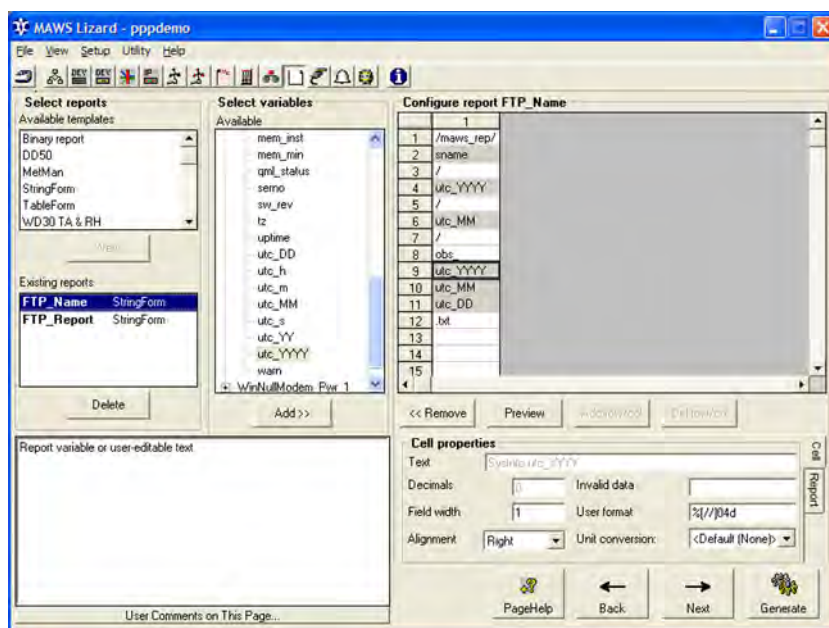 MAWS Lizard - pppdemo
File View Setup Utility Help
Select reports
Available templates
Binary report
DD50
MetMan
StringForm
TableForm
WD30 TA & RH
Existing reports
FTP_Name StringForm
FTP_Report StringForm
Delete
Select variables
Available
mem_inst
mem_min
qml_status
serno
sw_rev
tz
uptime
utc_DD
utc_h
utc_m
utc_MM
utc_s
utc_YY
utc_YYYY
warn
WinNullModem_Pwr_1
Add >>
Configure report FTP_Name
1
1 /maws_rep/
2 sname
3 /
4 utc_YYYY
5 /
6 utc_MM
7 /
8 obs_
9 utc_YYYY
10 utc_MM
11 utc_DD
12 .txt
13
14
15
<< Remove Preview
Report variable or user-editable text
User Comments on This Page...
Cell properties
Text SysInfo:utc_YYYY
Decimals 0 Invalid data
Field width 1 User format %[//]04d
Alignment Right Unit conversion: <Default (None)>
Cell
Report
PageHelp Back Next Generate